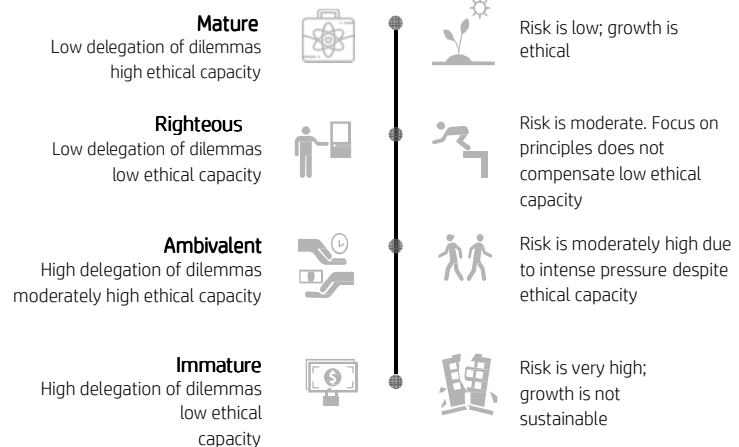 Mature
Low delegation of dilemmas
high ethical capacity
Risk is low; growth is
ethical
Righteous
Low delegation of dilemmas
low ethical capacity
Risk is moderate. Focus on
principles does not
compensate low ethical
capacity
Ambivalent
High delegation of dilemmas
moderately high ethical capacity
Risk is moderately high due
to intense pressure despite
ethical capacity
Immature
High delegation of dilemmas
low ethical
capacity
Risk is very high;
growth is not
sustainable